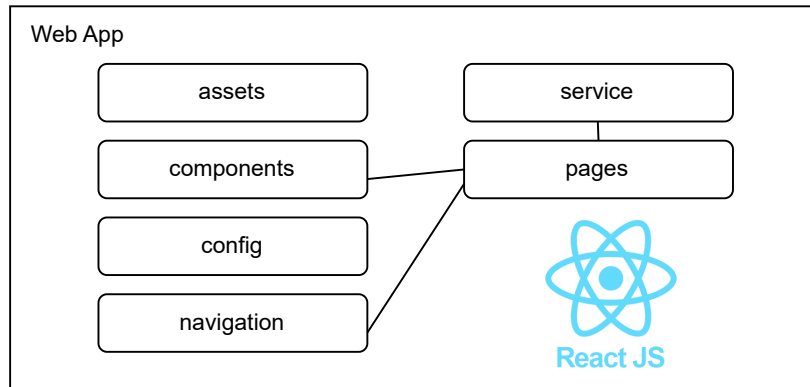 Web App
assets
service
components
pages
config
navigation
React JS